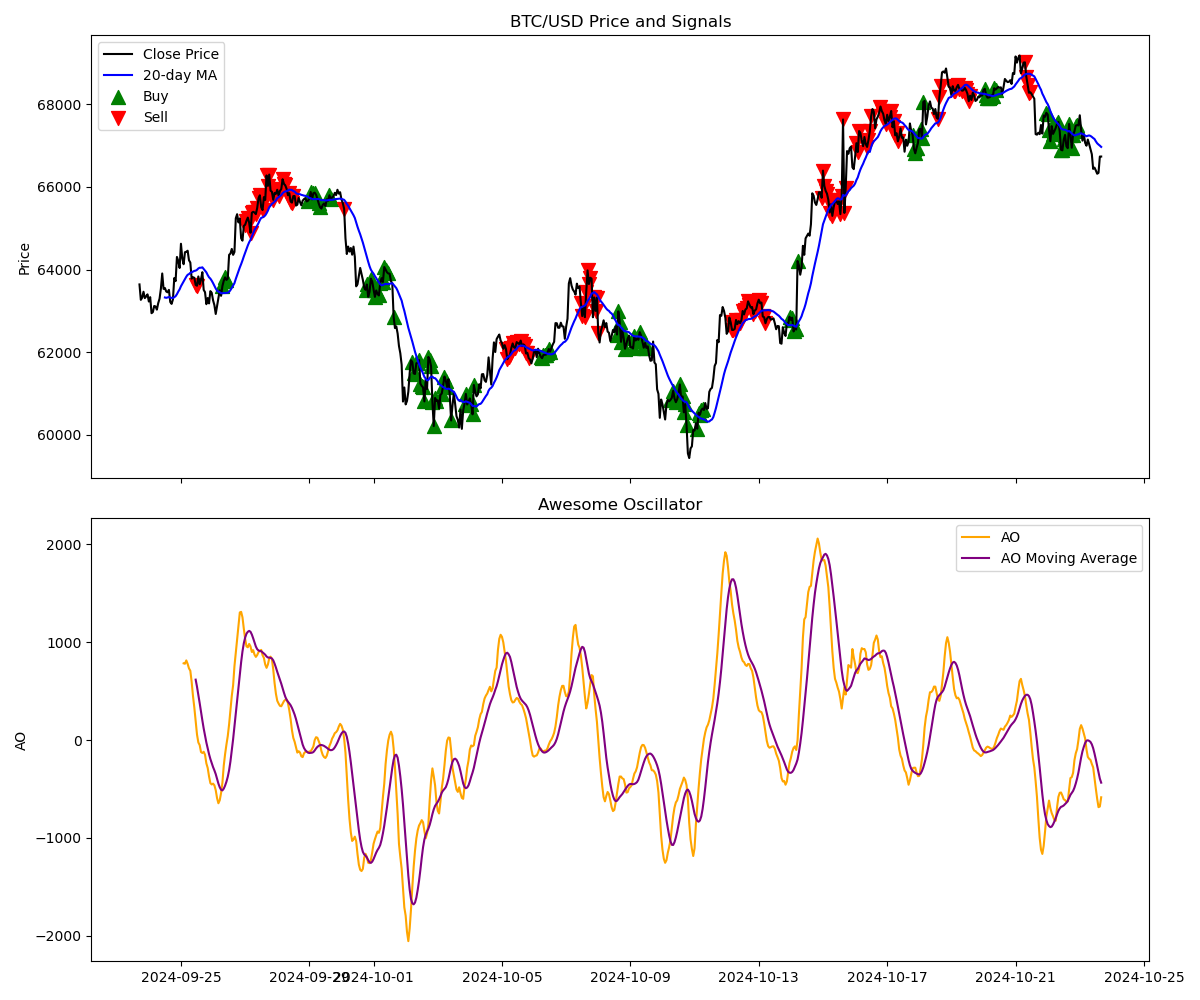 BTC/USD Price and Signals
Close Price
20-day MA
Buy
Sell
68000
66000
64000
62000
60000
Price
Awesome Oscillator
AO
AO Moving Average
2000
1000
0
−1000
−2000
AO
2024-09-25 2024-09-29 2024-10-01 2024-10-05 2024-10-09 2024-10-13 2024-10-17 2024-10-21 2024-10-25